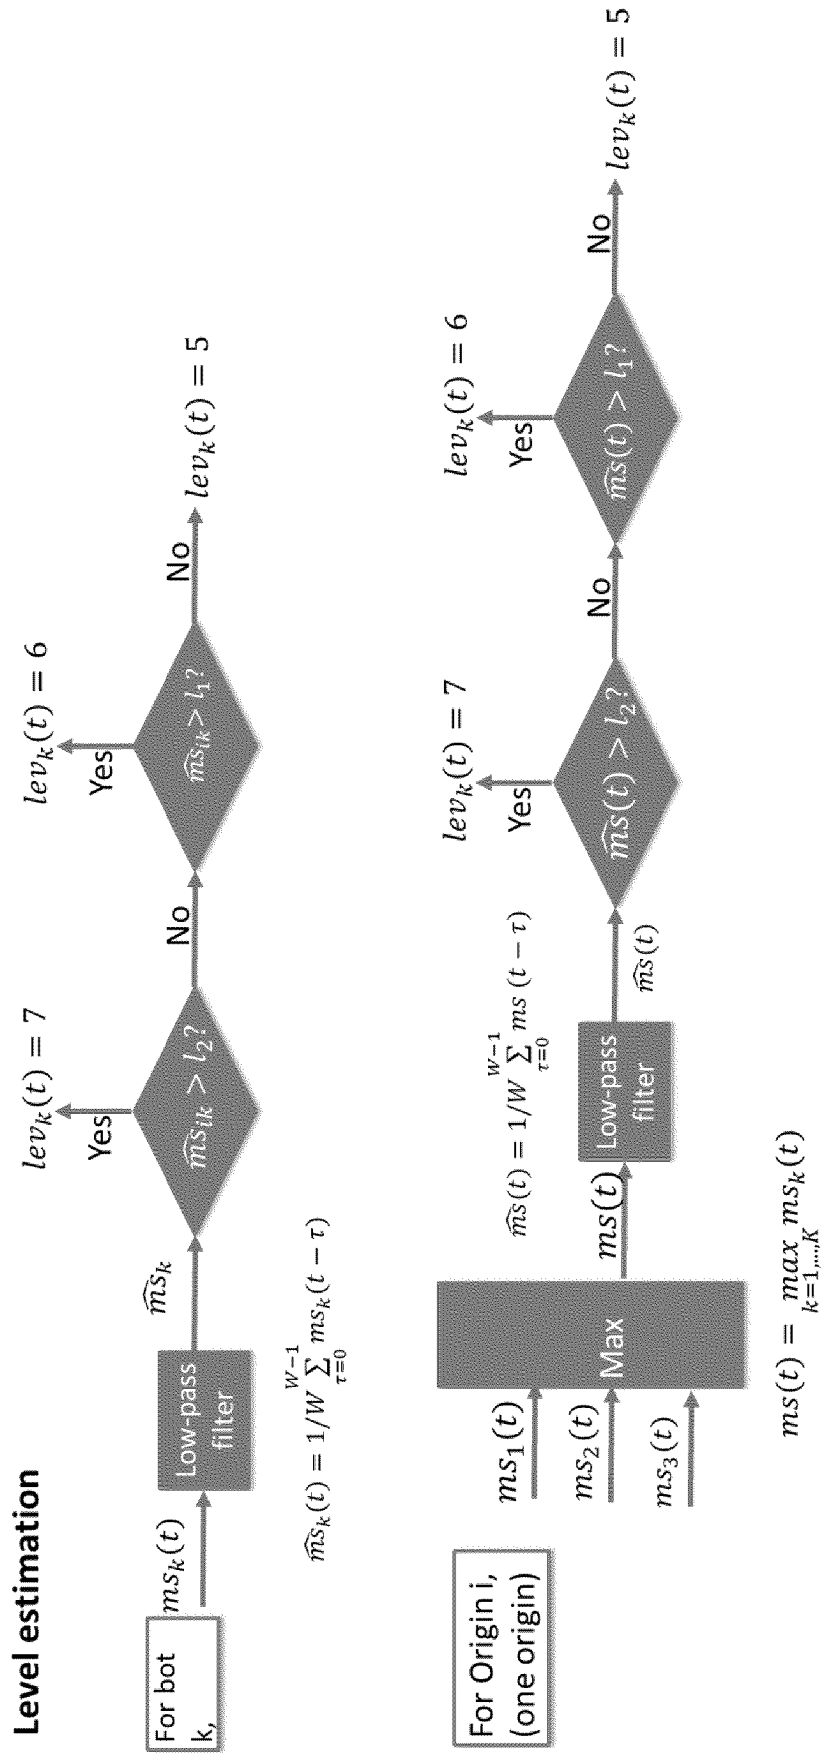 Level estimation
For bot
k,
ms_k(t)
Low-pass
filter
\widehat{ms}_k
\widehat{ms}_k(t) = 1/W \sum_{τ=0}^{W-1} ms_k(t − τ)
\widehat{ms}_{ik} > l_2?
Yes
lev_k(t) = 7
No
\widehat{ms}_{ik} > l_1?
Yes
lev_k(t) = 6
No
lev_k(t) = 5
For Origin i,
(one origin)
ms_1(t)
ms_2(t)
ms_3(t)
Max
ms(t) = max_{k=1,...,K} ms_k(t)
ms(t)
Low-pass
filter
\widehat{ms}(t) = 1/W \sum_{τ=0}^{W-1} ms (t − τ)
\widehat{ms}(t)
\widehat{ms}(t) > l_2?
Yes
lev_k(t) = 7
No
\widehat{ms}(t) > l_1?
Yes
lev_k(t) = 6
No
lev_k(t) = 5